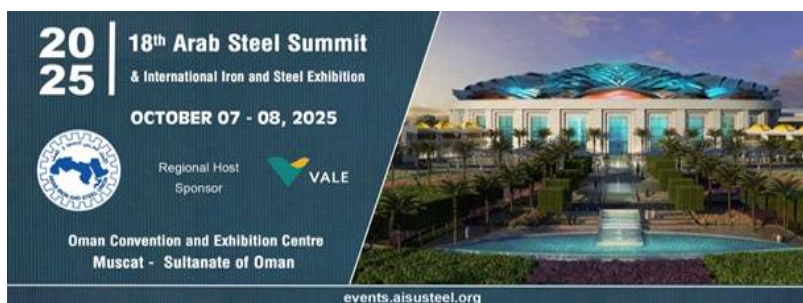 2025
18th Arab Steel Summit
& International Iron and Steel Exhibition
OCTOBER 07 - 08, 2025
Regional Host
Sponsor
VALE
Oman Convention and Exhibition Centre
Muscat - Sultanate of Oman
events.aisusteel.org